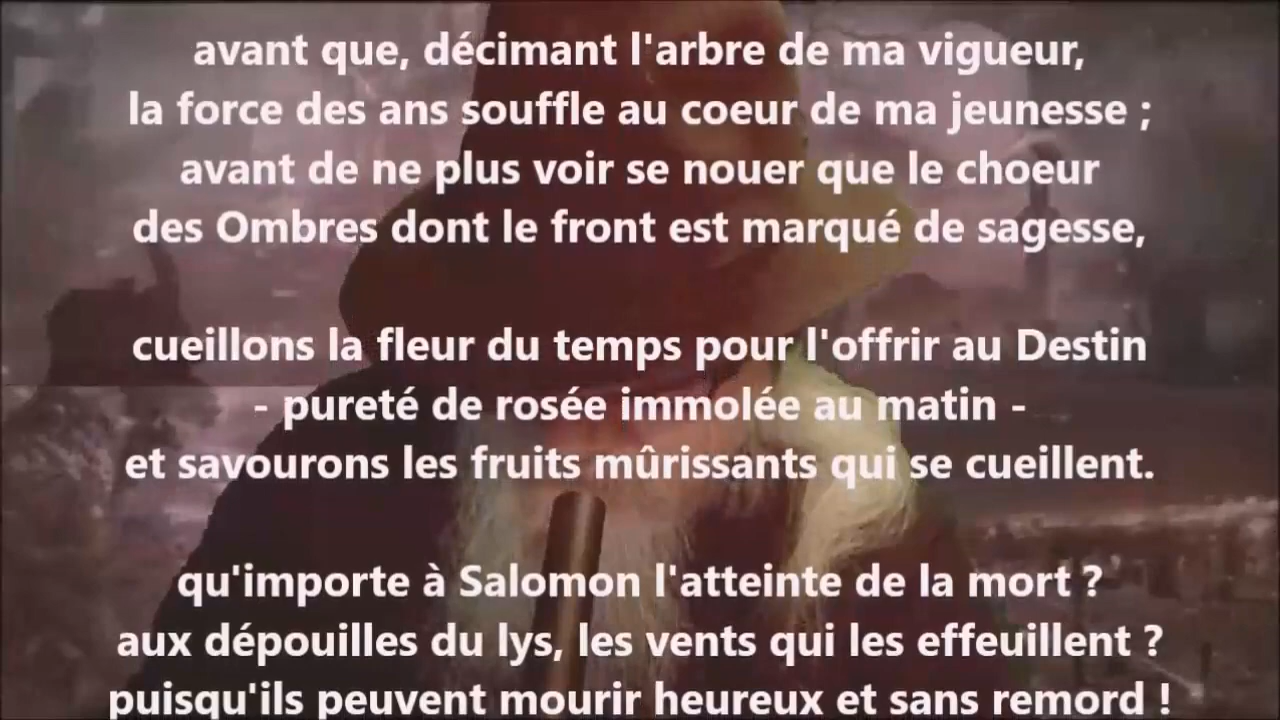 avant que, décimant l'arbre de ma vigueur,
la force des ans souffle au coeur de ma jeunesse ;
avant de ne plus voir se nouer que le choeur
des Ombres dont le front est marqué de sagesse,
cueillons la fleur du temps pour l'offrir au Destin
- pureté de rosée immolée au matin -
et savourons les fruits mûrissants qui se cueillent.
qu'importe à Salomon l'atteinte de la mort ?
aux dépouilles du lys, les vents qui les effeuillent ?
puisqu'ils peuvent mourir heureux et sans remord !